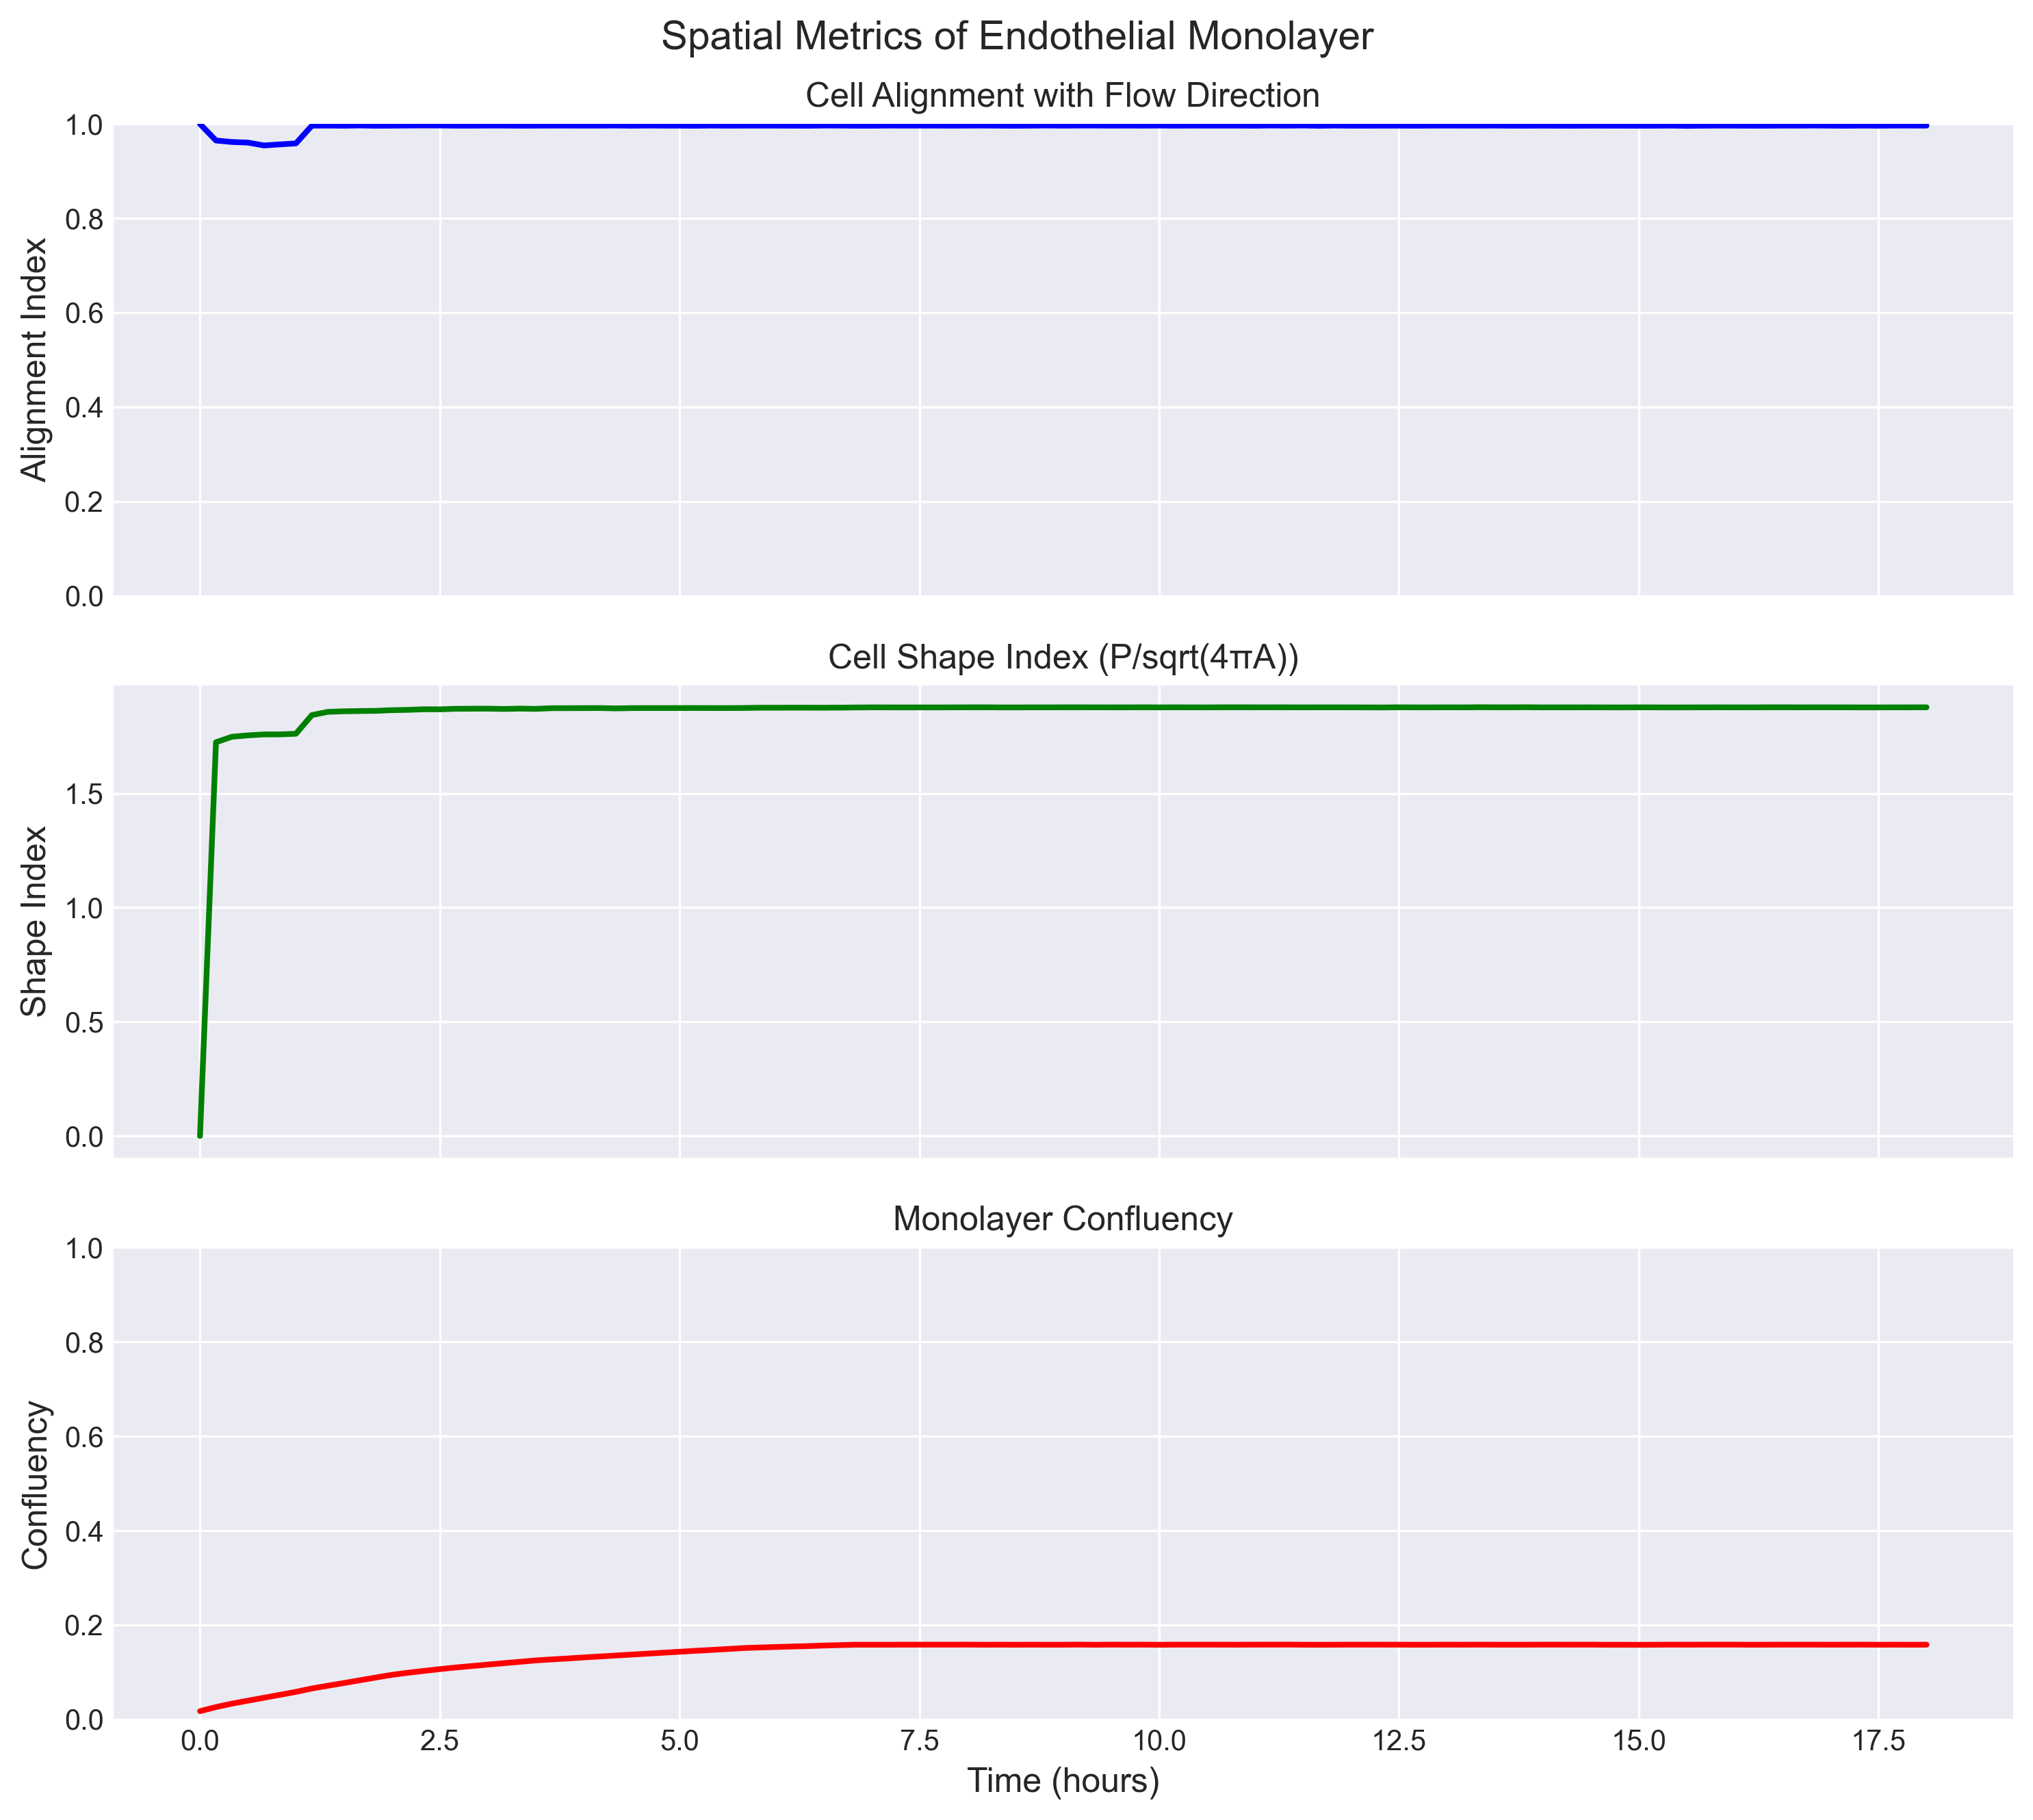 Spatial Metrics of Endothelial Monolayer
Cell Alignment with Flow Direction
Alignment Index
1.0
0.8
0.6
0.4
0.2
0.0
Cell Shape Index (P/sqrt(4πA))
Shape Index
1.5
1.0
0.5
0.0
Monolayer Confluency
Confluency
1.0
0.8
0.6
0.4
0.2
0.0
0.0 2.5 5.0 7.5 10.0 12.5 15.0 17.5
Time (hours)